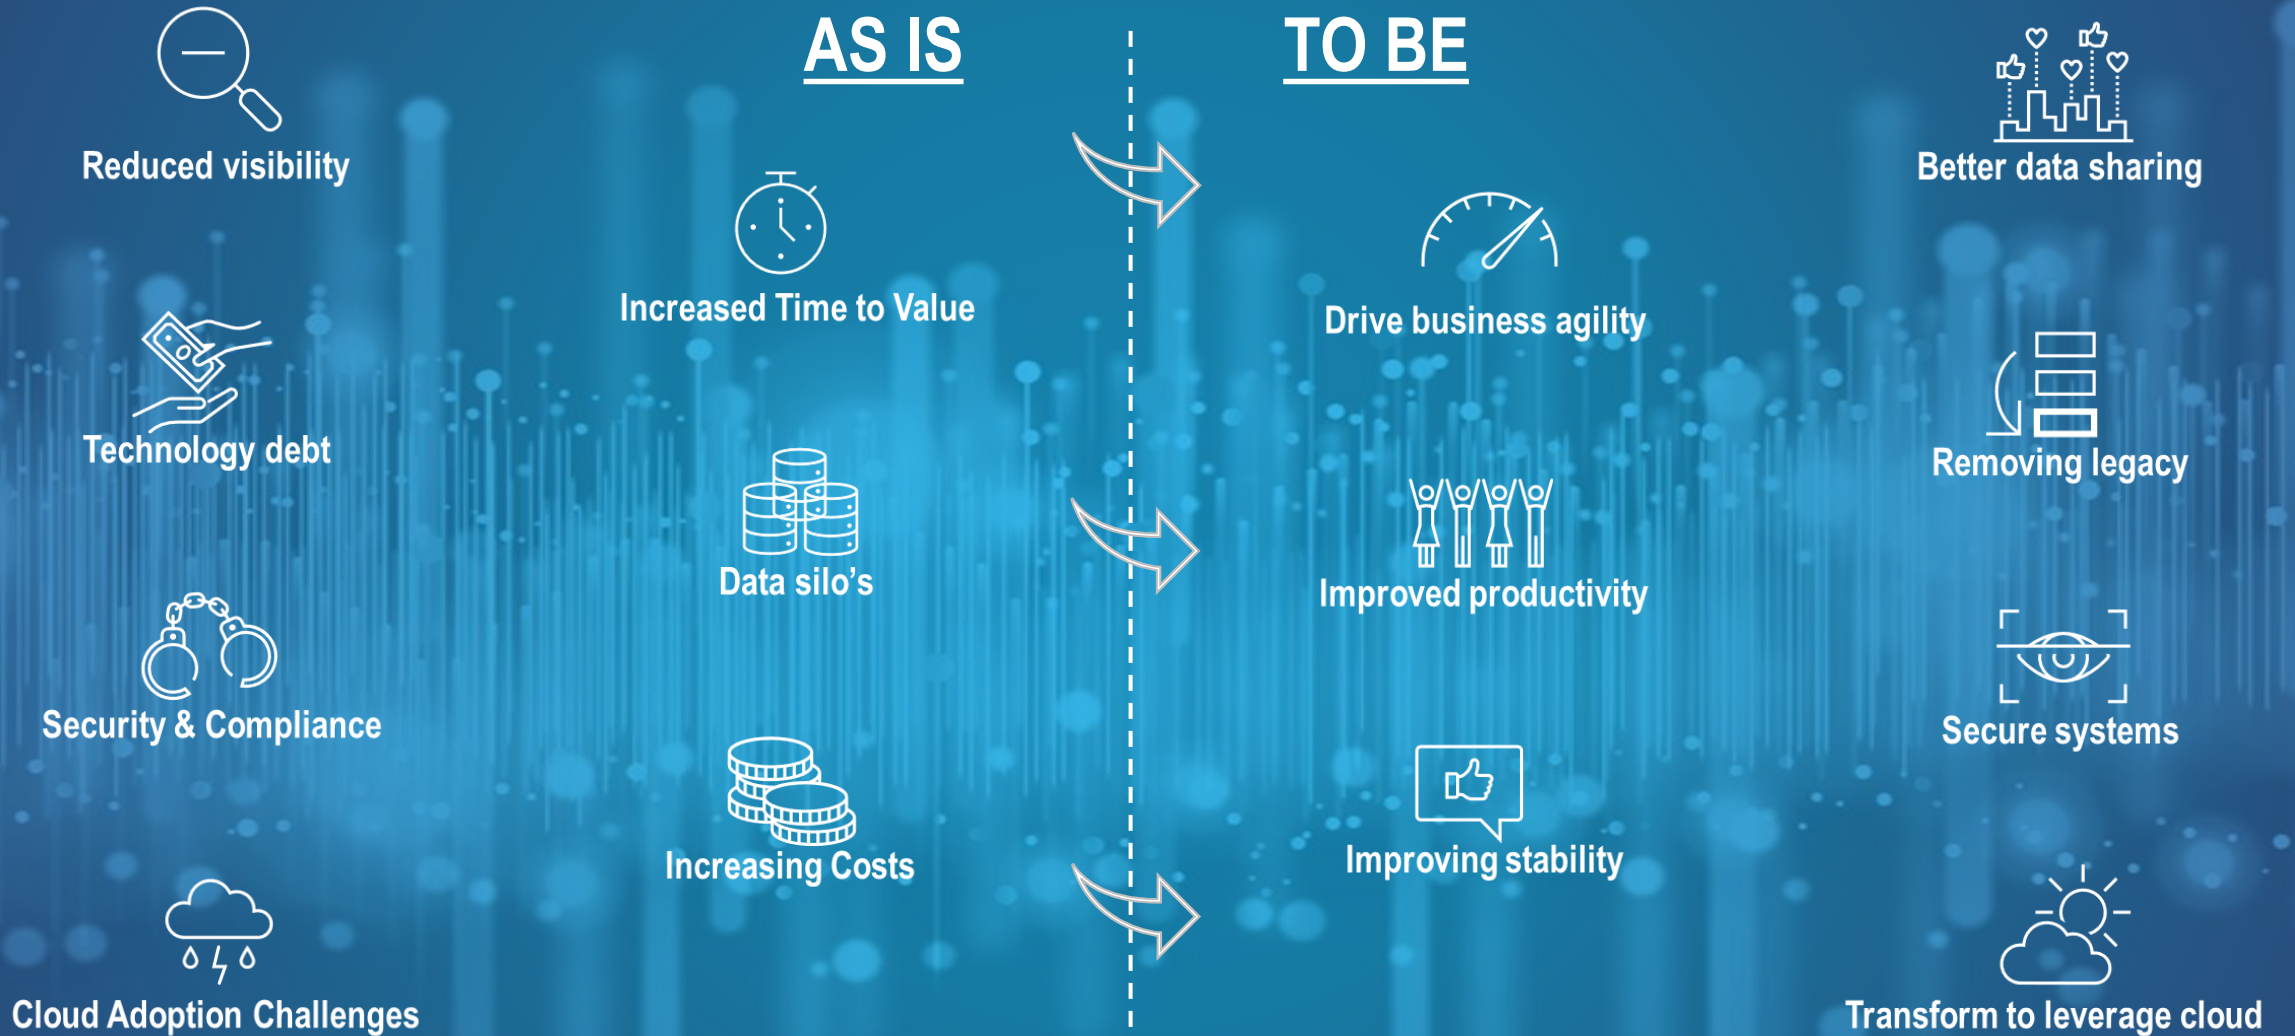 AS IS
Reduced visibility
Increased Time to Value
Technology debt
Data silo's
Security & Compliance
Increasing Costs
Cloud Adoption Challenges
TO BE
Better data sharing
Drive business agility
Removing legacy
Improved productivity
Secure systems
Improving stability
Transform to leverage cloud